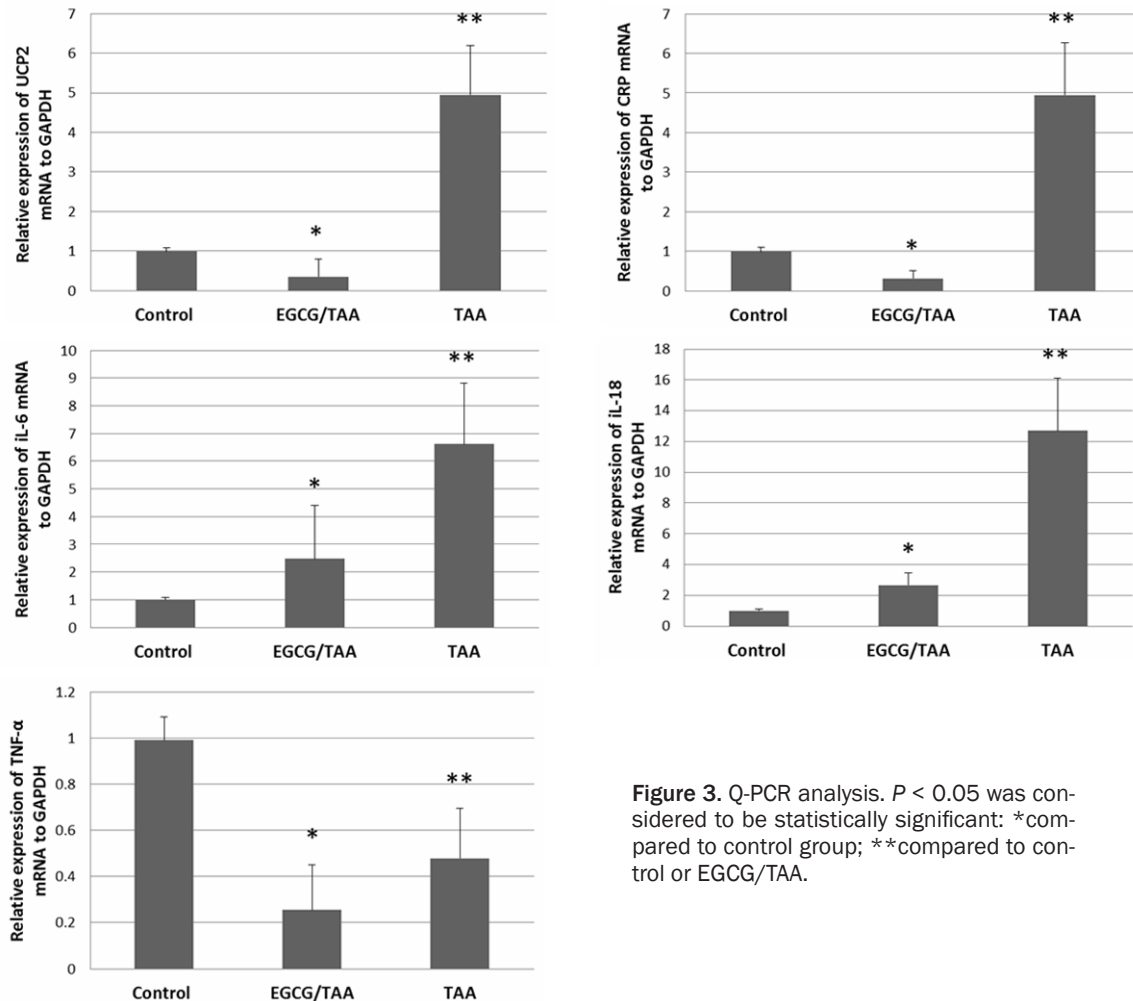 Relative expression of UCP2
mRNA to GAPDH
7
6
5
4
3
2
1
0
*
**
Control EGCG/TAA TAA
Relative expression of CRP mRNA
to GAPDH
7
6
5
4
3
2
1
0
*
**
Control EGCG/TAA TAA
Relative expression of iL-6 mRNA
to GAPDH
10
9
8
7
6
5
4
3
2
1
0
*
**
Control EGCG/TAA TAA
Relative expression of iL-18
mRNA to GAPDH
18
16
14
12
10
8
6
4
2
0
*
**
Control EGCG/TAA TAA
Relative expression of TNF-α
mRNA to GAPDH
1.2
1
0.8
0.6
0.4
0.2
0
*
**
Control EGCG/TAA TAA
Figure 3. Q-PCR analysis. P < 0.05 was con-
sidered to be statistically significant: *com-
pared to control group; **compared to con-
trol or EGCG/TAA.